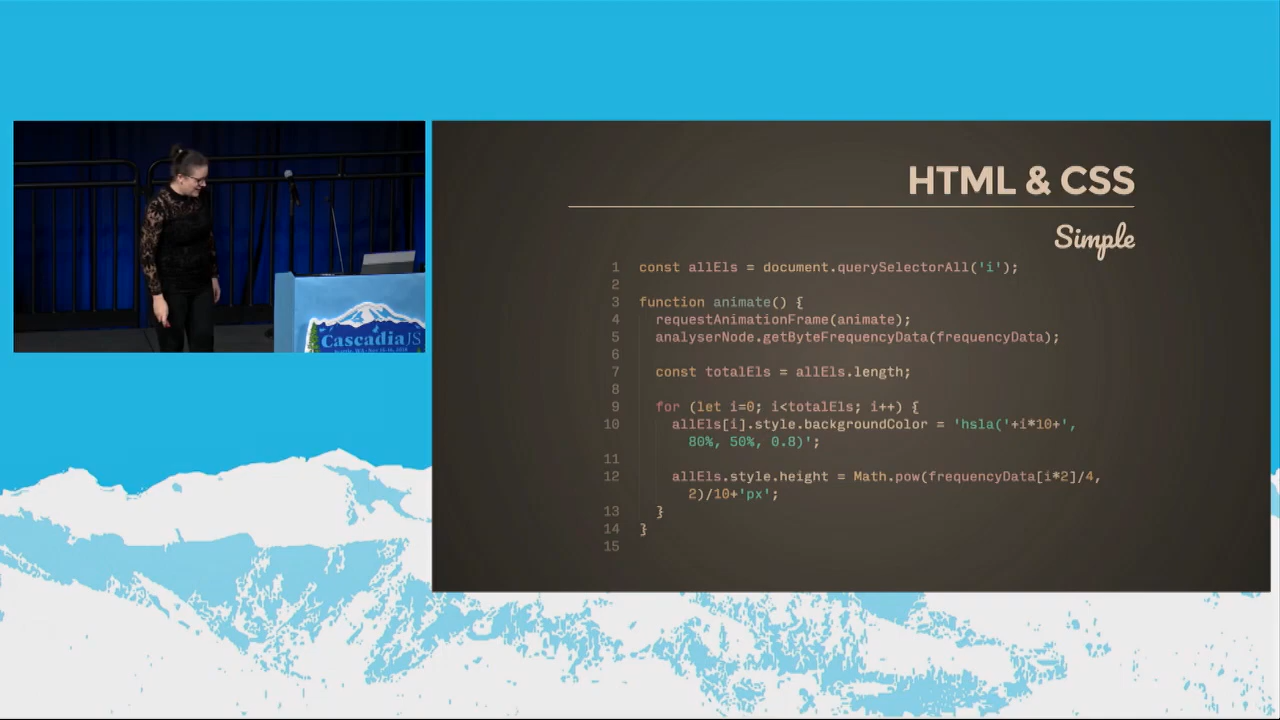 HTML & CSS
Simple
1 const allEls = document.querySelectorAll('i');
2
3 function animate() {
4 requestAnimationFrame(animate);
5 analyserNode.getByteFrequencyData(frequencyData);
6
7 const totalEls = allEls.length;
8
9 for (let i=0; i<totalEls; i++) {
10 allEls[i].style.backgroundColor = 'hsla('+i*10+',
80%, 50%, 0.8)';
11
12 allEls.style.height = Math.pow(frequencyData[i*2]/4,
2)/10+'px';
13 }
14 }
15
CascadiaJS